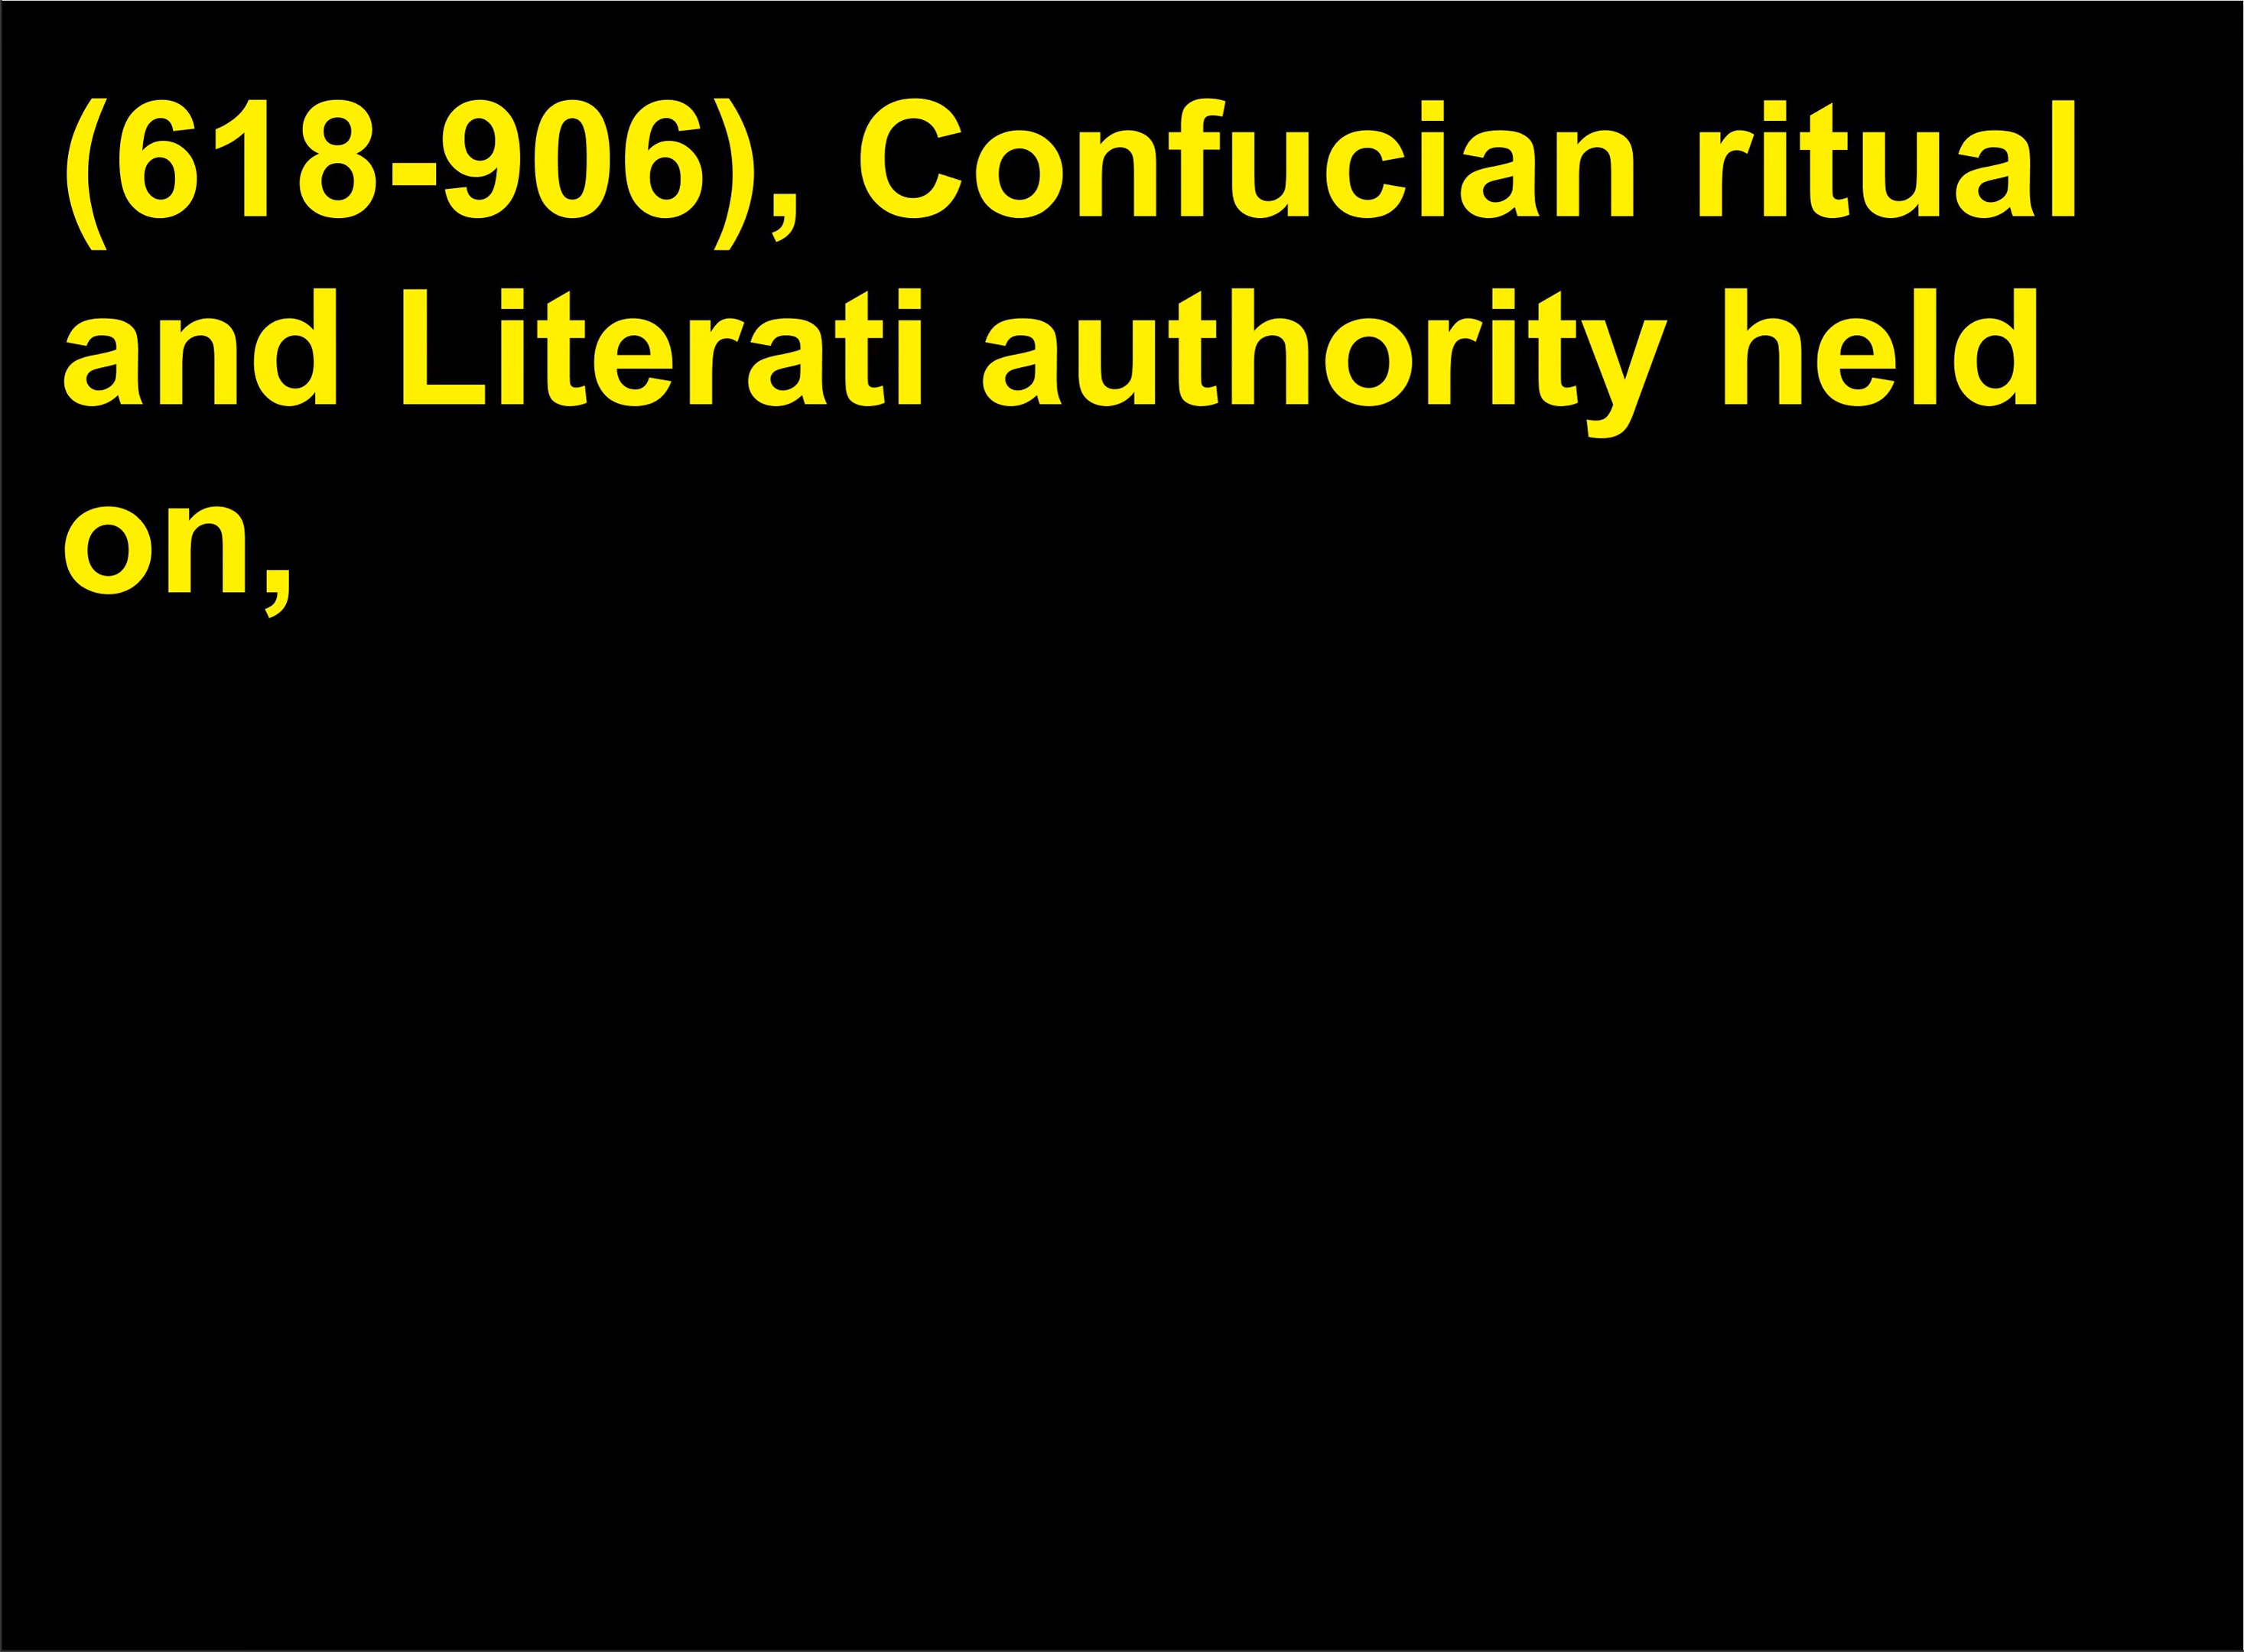 (618-906), Confucian ritual
and Literati authority held
on,